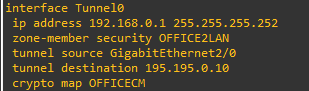 interface Tunnel0
ip address 192.168.0.1 255.255.255.252
zone-member security OFFICE2LAN
tunnel source GigabitEthernet2/0
tunnel destination 195.195.0.10
crypto map OFFICECM